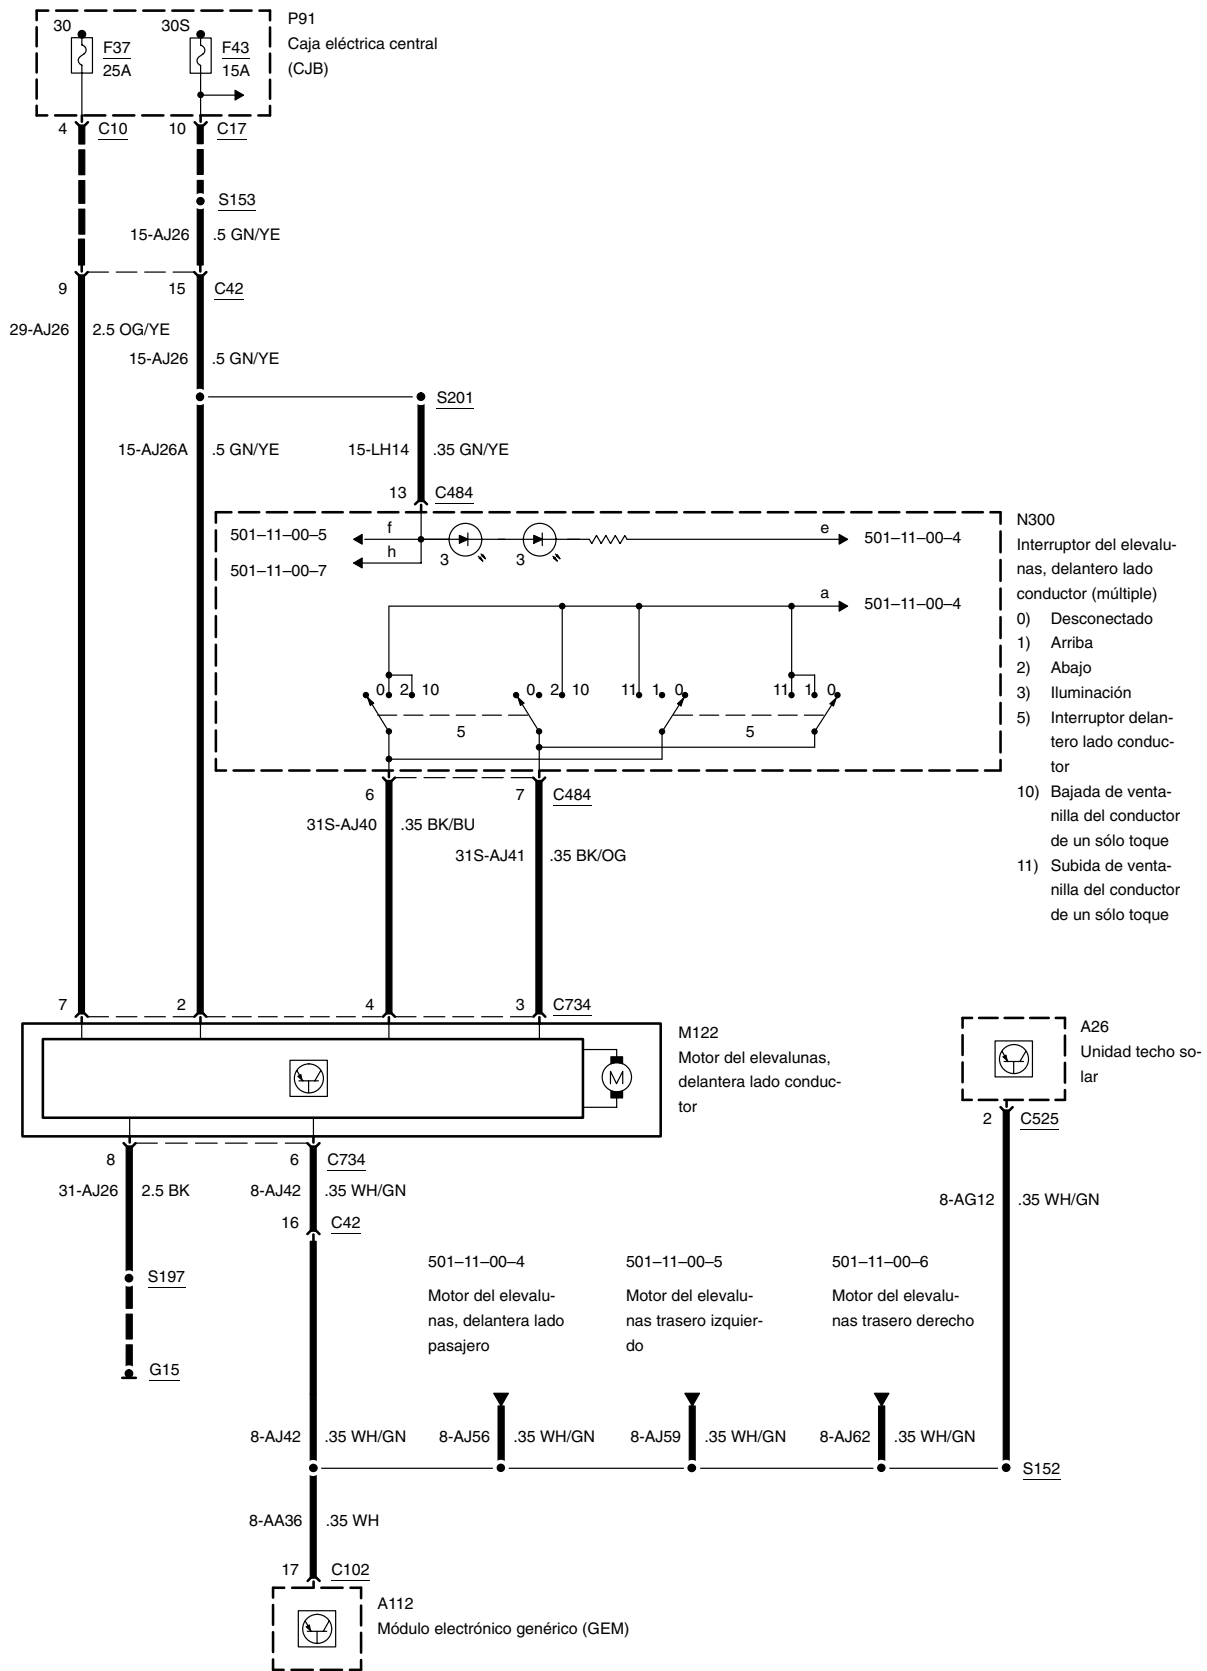 30
30S
P91
Caja eléctrica central
(CJB)
F37
25A
F43
15A
4
C10
10
C17
S153
15-AJ26
.5 GN/YE
9
15
C42
29-AJ26
2.5 OG/YE
15-AJ26
.5 GN/YE
S201
15-AJ26A
.5 GN/YE
15-LH14
.35 GN/YE
13
C484
501–11–00–5
f
h
501–11–00–7
3
3
e
501–11–00–4
a
501–11–00–4
0
2
10
0
2
10
11
1
0
11
1
0
5
5
N300
Interruptor del elevalu-
nas, delantero lado
conductor (múltiple)
0) Desconectado
1) Arriba
2) Abajo
3) Iluminación
5) Interruptor delan-
tero lado conduc-
tor
10) Bajada de venta-
nilla del conductor
de un sólo toque
11) Subida de venta-
nilla del conductor
de un sólo toque
6
7
C484
31S-AJ40
.35 BK/BU
31S-AJ41
.35 BK/OG
7
2
4
3
C734
M
M122
Motor del elevalunas,
delantera lado conduc-
tor
A26
Unidad techo so-
lar
2
C525
8
6
C734
31-AJ26
2.5 BK
8-AJ42
.35 WH/GN
16
C42
8-AG12
.35 WH/GN
S197
G15
501–11–00–4
Motor del elevalu-
nas, delantera lado
pasajero
501–11–00–5
Motor del elevalu-
nas trasero izquier-
do
501–11–00–6
Motor del elevalu-
nas trasero derecho
8-AJ42
.35 WH/GN
8-AJ56
.35 WH/GN
8-AJ59
.35 WH/GN
8-AJ62
.35 WH/GN
S152
8-AA36
.35 WH
17
C102
A112
Módulo electrónico genérico (GEM)